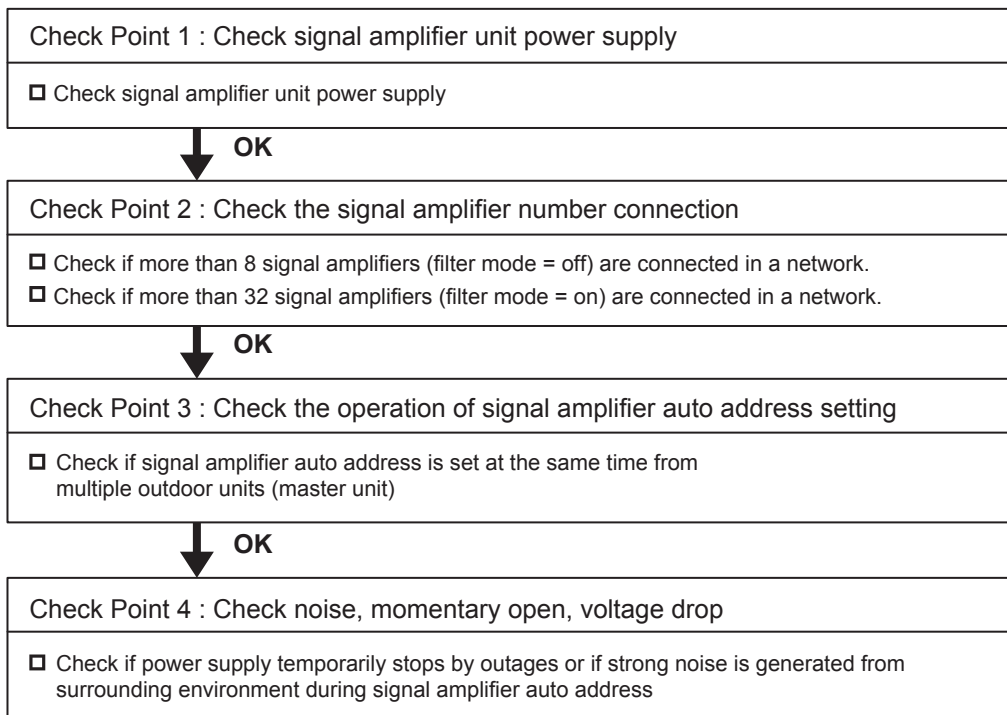 Check Point 1 : Check signal amplifier unit power supply
Check signal amplifier unit power supply
OK
Check Point 2 : Check the signal amplifier number connection
Check if more than 8 signal amplifiers (filter mode = off) are connected in a network.
Check if more than 32 signal amplifiers (filter mode = on) are connected in a network.
OK
Check Point 3 : Check the operation of signal amplifier auto address setting
Check if signal amplifier auto address is set at the same time from
multiple outdoor units (master unit)
OK
Check Point 4 : Check noise, momentary open, voltage drop
Check if power supply temporarily stops by outages or if strong noise is generated from
surrounding environment during signal amplifier auto address